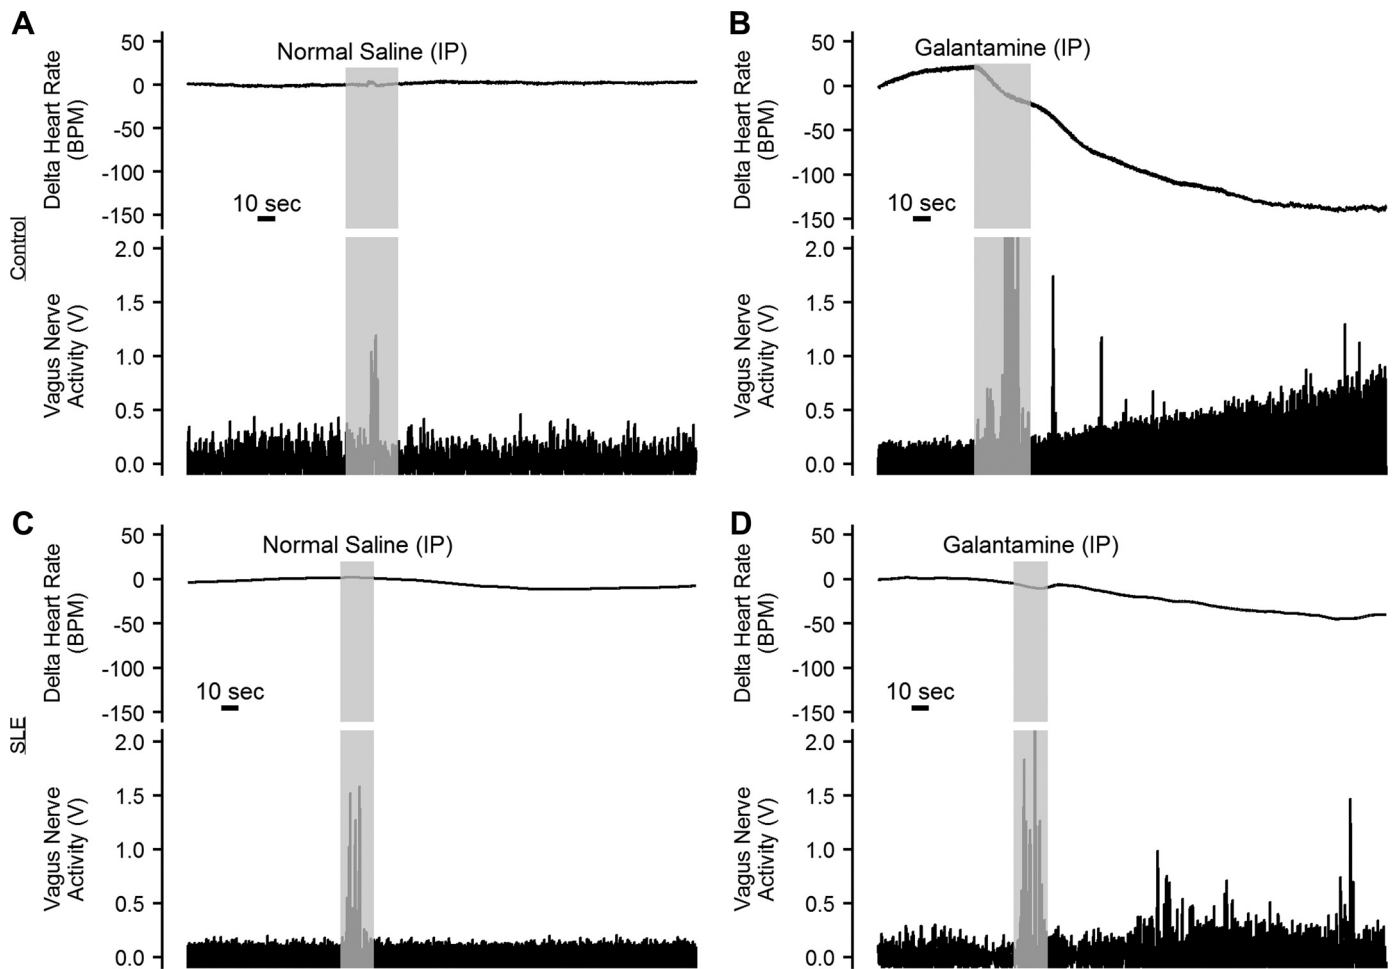 A
Normal Saline (IP)
50
0
-50
-100
-150
Delta Heart Rate
(BPM)
10 sec
2.0
1.5
1.0
0.5
0.0
Vagus Nerve
Activity (V)
Control
B
Galantamine (IP)
50
0
-50
-100
-150
Delta Heart Rate
(BPM)
10 sec
2.0
1.5
1.0
0.5
0.0
Vagus Nerve
Activity (V)
C
Normal Saline (IP)
50
0
-50
-100
-150
Delta Heart Rate
(BPM)
10 sec
2.0
1.5
1.0
0.5
0.0
Vagus Nerve
Activity (V)
SLE
D
Galantamine (IP)
50
0
-50
-100
-150
Delta Heart Rate
(BPM)
10 sec
2.0
1.5
1.0
0.5
0.0
Vagus Nerve
Activity (V)